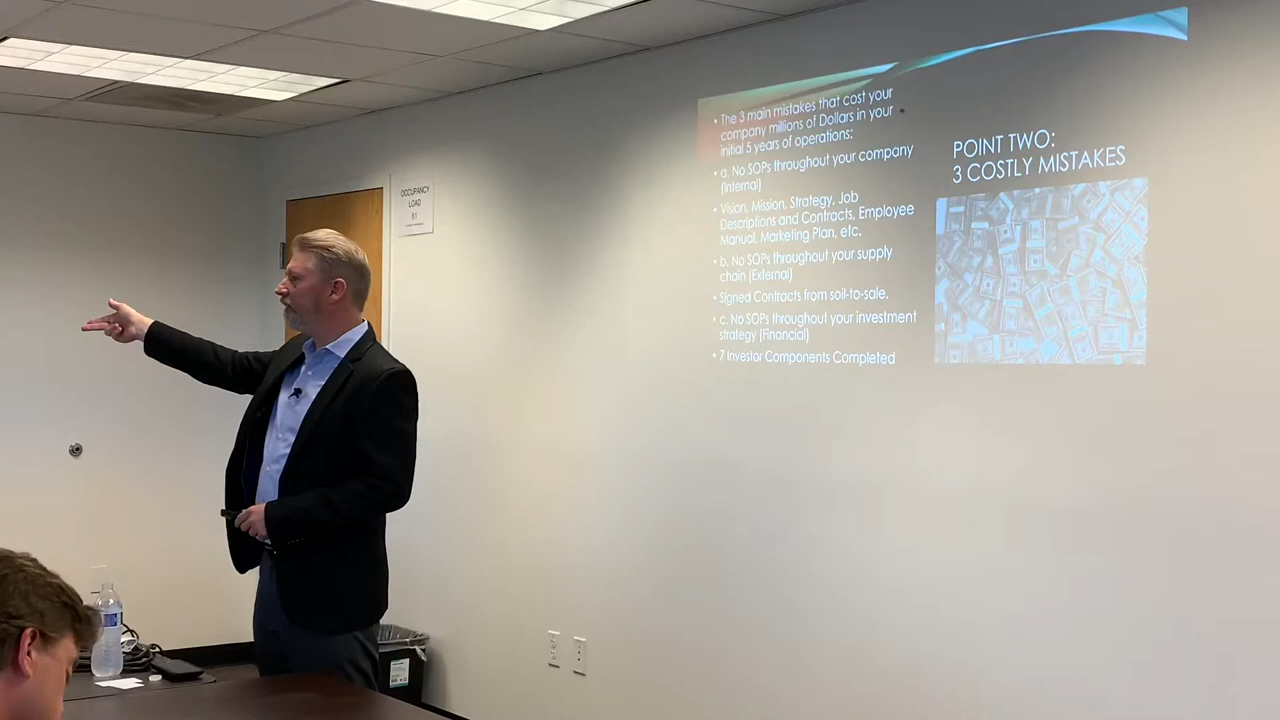 OCCUPANCY
LOAD
61
• The 3 main mistakes that cost your
company millions of Dollars in your
initial 5 years of operations:
• a. No SOPs throughout your company
(Internal)
• Vision, Mission, Strategy, Job
Descriptions and Contracts, Employee
Manual, Marketing Plan, etc.
• b. No SOPs throughout your supply
chain (External)
• Signed Contracts from soil-to-sale.
• c. No SOPs throughout your investment
strategy (Financial)
• 7 Investor Components Completed
POINT TWO:
3 COSTLY MISTAKES